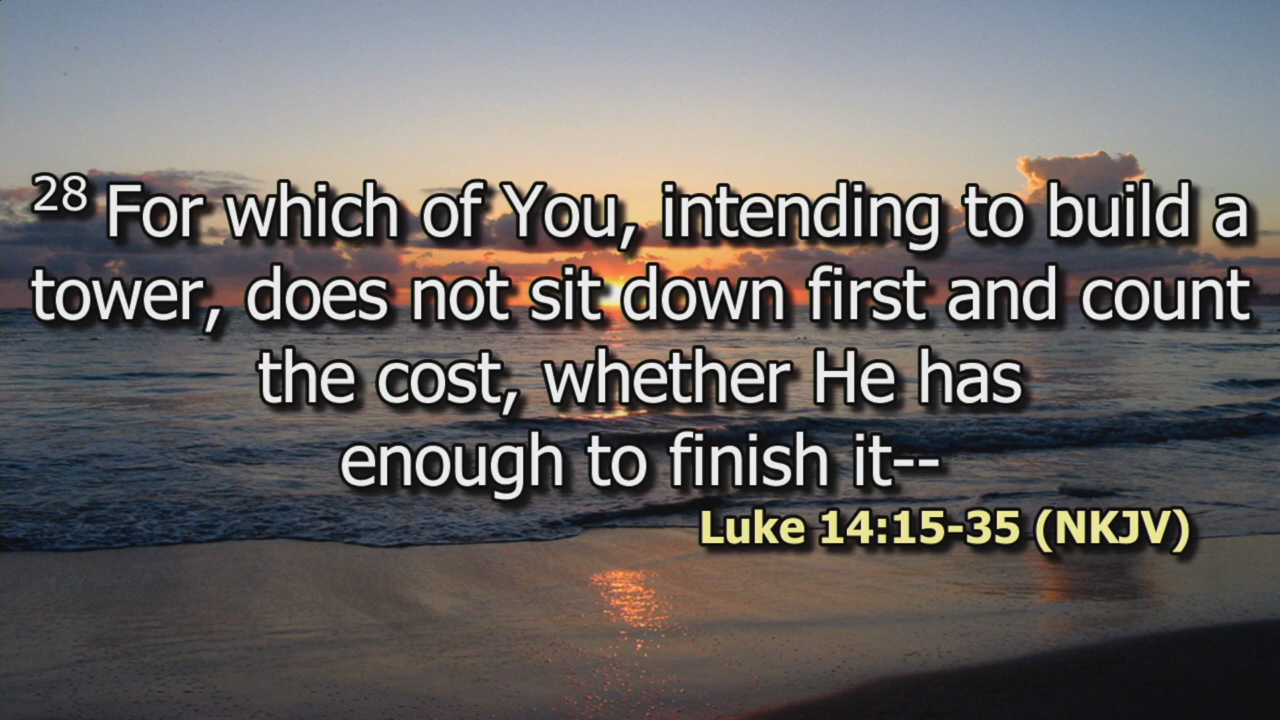 28 For which of You, intending to build a
tower, does not sit down first and count
the cost, whether He has
enough to finish it--
Luke 14:15-35 (NKJV)